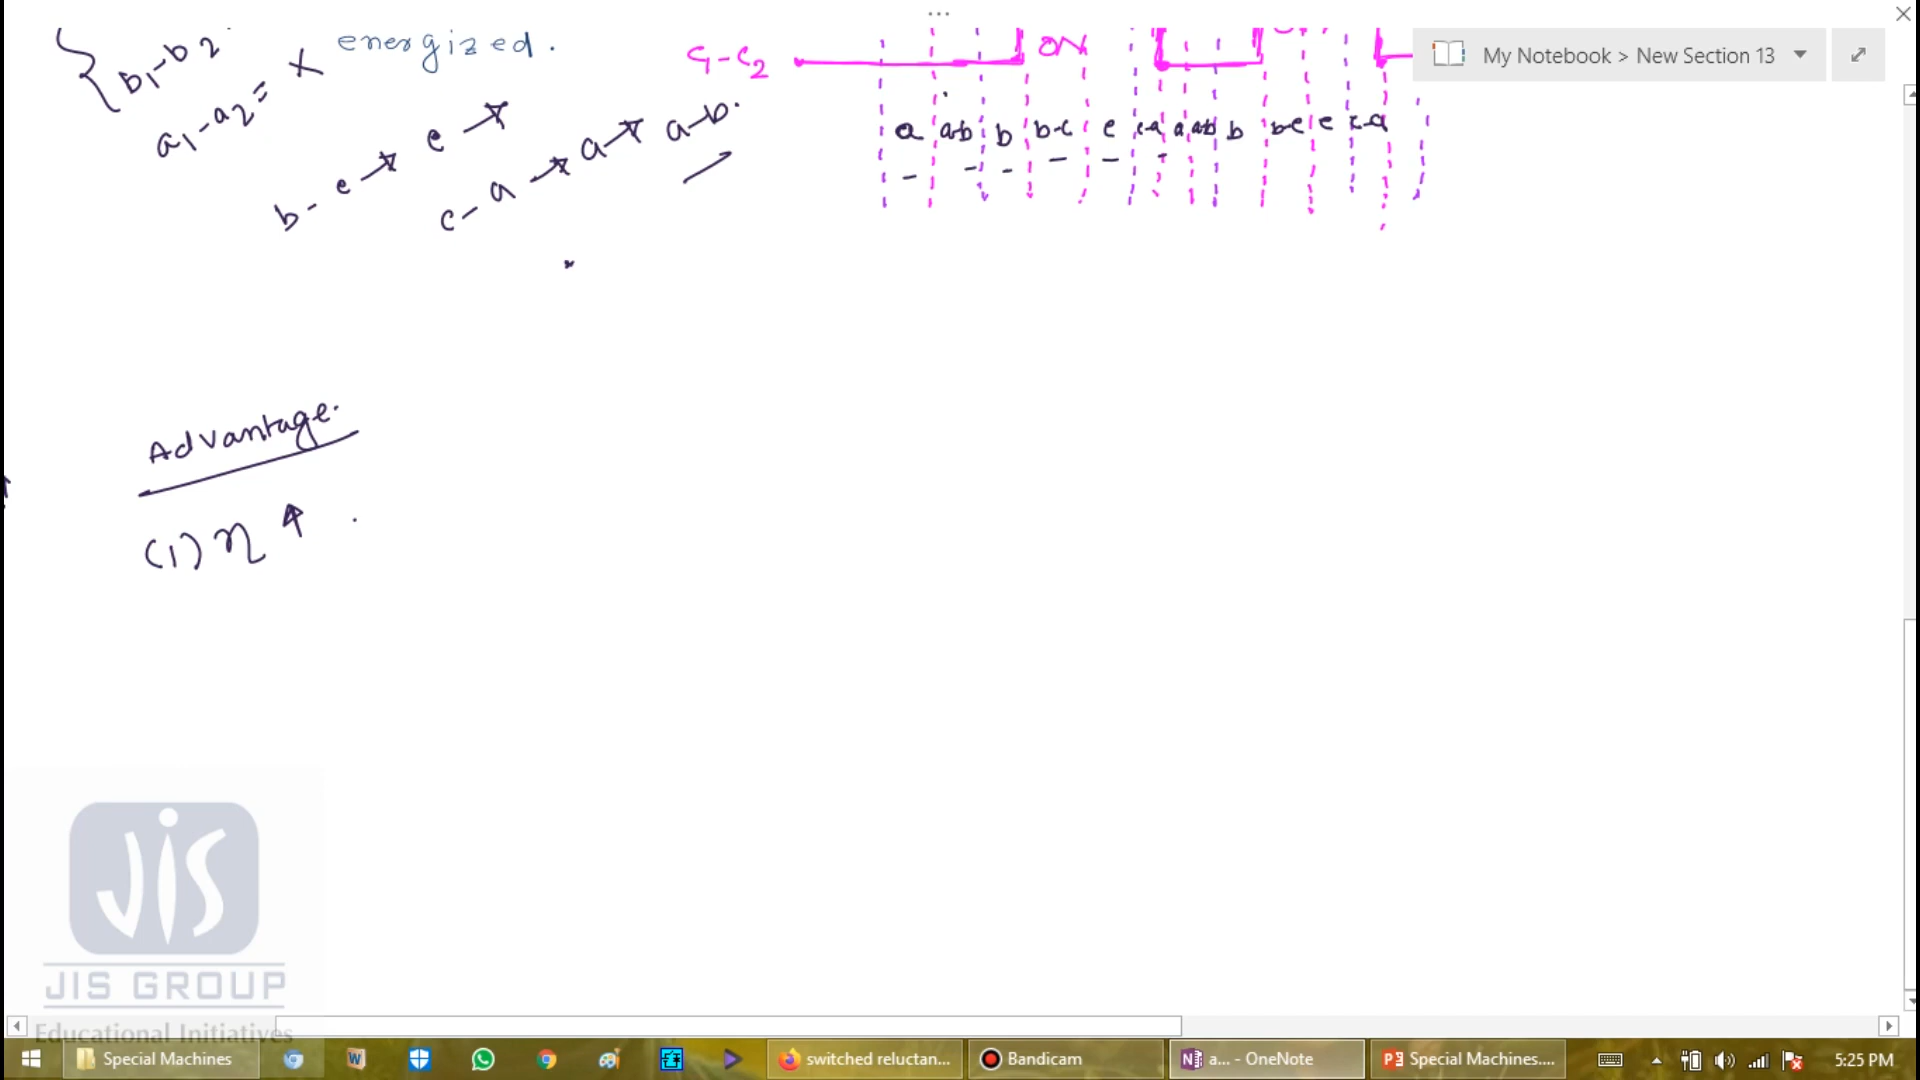 b1-b2
a1-a2 = X energized.
b-c → c →
c-a → a → a-b.
C1-C2 ON
a a-b b b-c c c-a a ab b b-c c c-a
My Notebook > New Section 13
Advantage.
(1) η ↑
JIS
JIS GROUP
Educational Initiatives
Special Machines
switched reluctan...
Bandicam
a... - OneNote
Special Machines....
5:25 PM